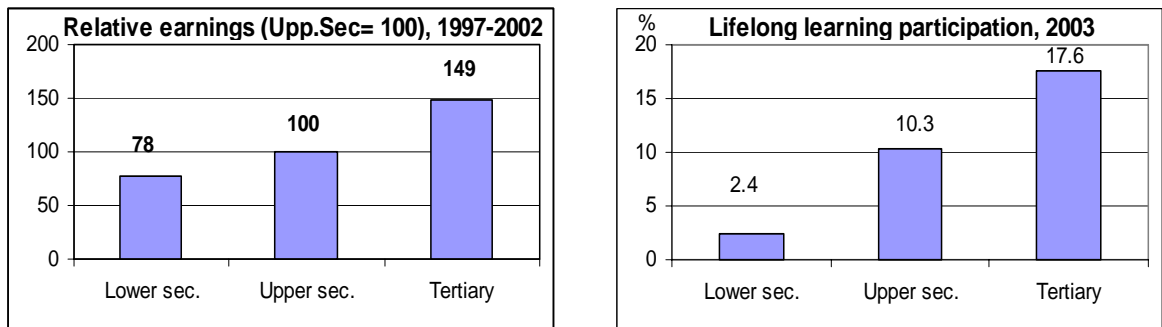 Relative earnings (Upp.Sec= 100), 1997-2002
200
150
100
50
0
78
100
149
Lower sec.
Upper sec.
Tertiary
%
Lifelong learning participation, 2003
20
15
10
5
0
2.4
10.3
17.6
Lower sec.
Upper sec.
Tertiary